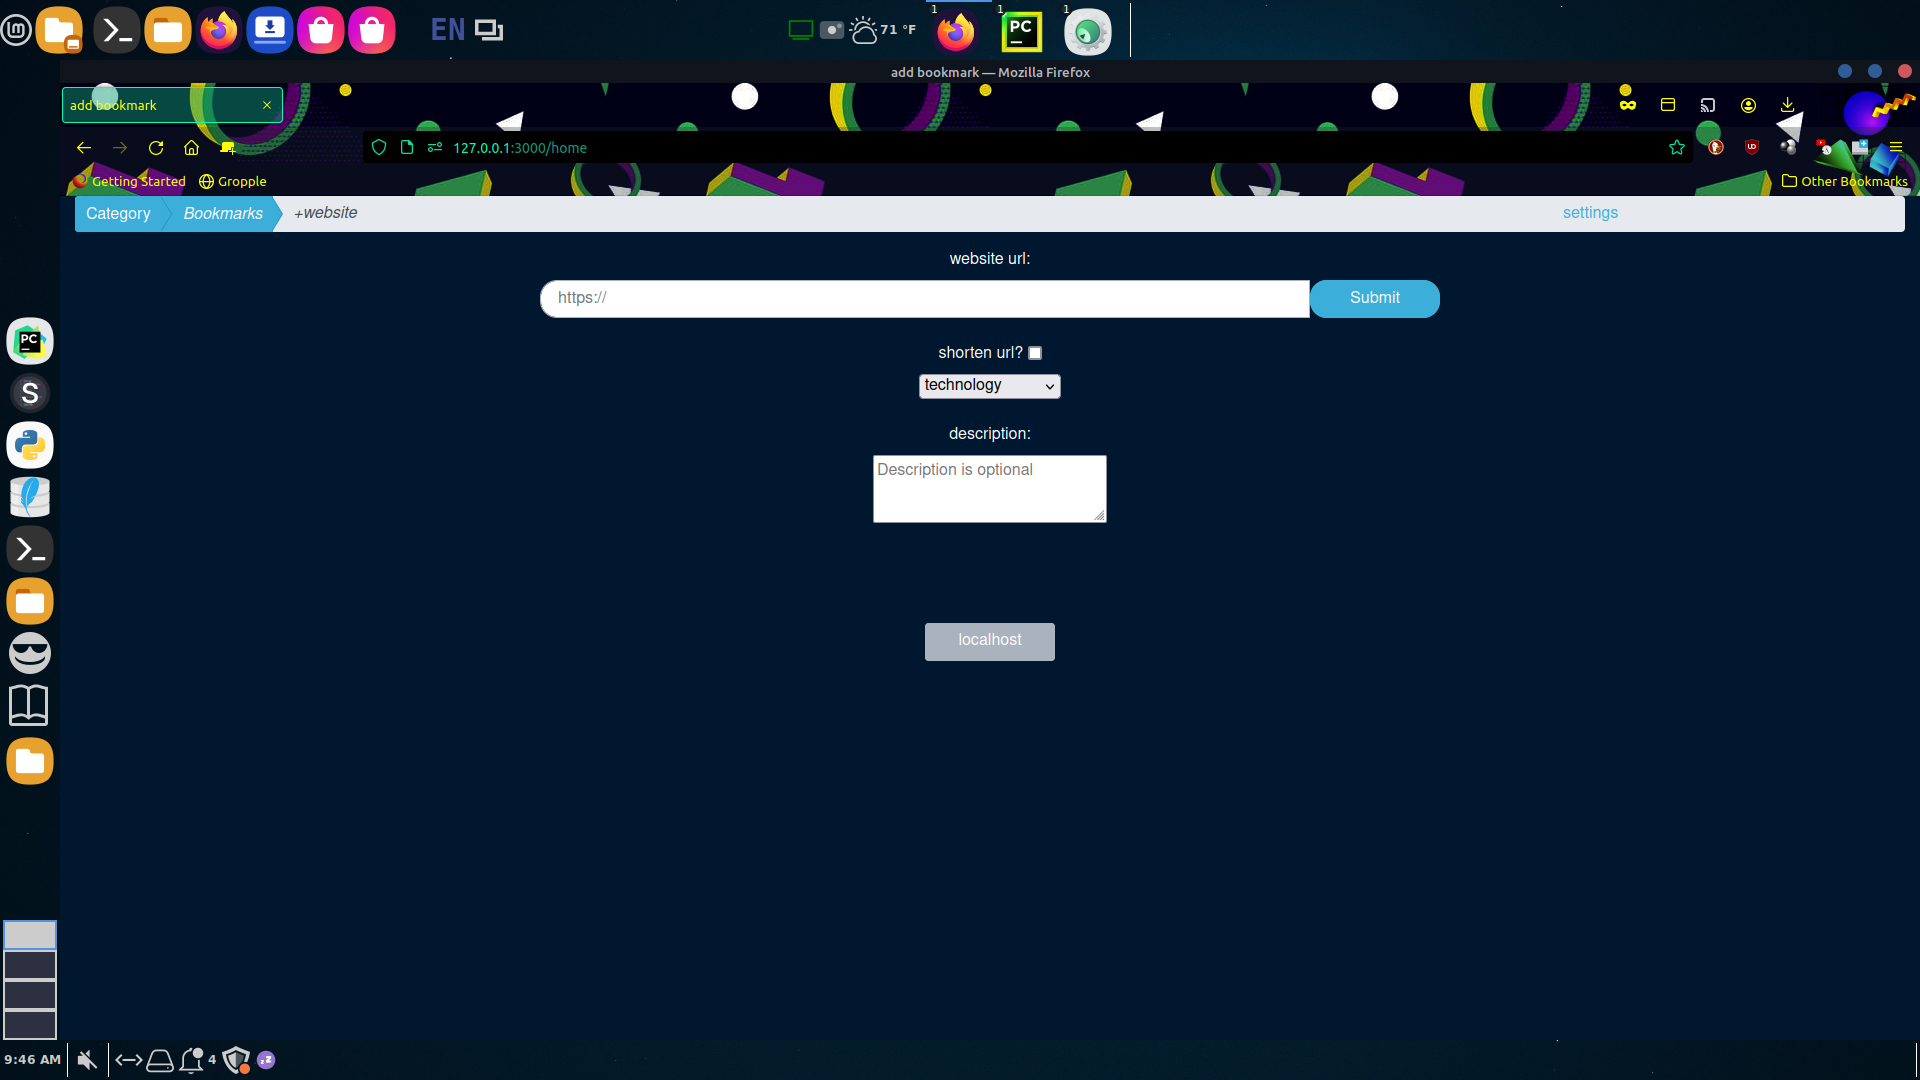 EN
71 °F
1
PC
1
1
add bookmark — Mozilla Firefox
add bookmark
127.0.0.1:3000/home
Getting Started
Gropple
Other Bookmarks
Category
Bookmarks
+website
settings
website url:
https://
Submit
shorten url?
technology
description:
Description is optional
localhost
PC
S
9:46 AM
4